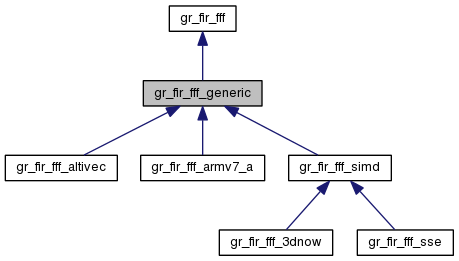 gr_fir_fff
gr_fir_fff_generic
gr_fir_fff_altivec
gr_fir_fff_armv7_a
gr_fir_fff_simd
gr_fir_fff_3dnow
gr_fir_fff_sse